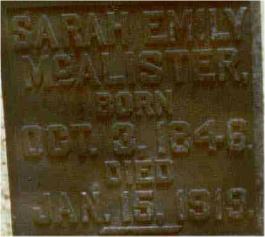 SARAH EMILY
McALISTER,
BORN
OCT. 3. 1846.
DIED
JAN. 15. 1919.